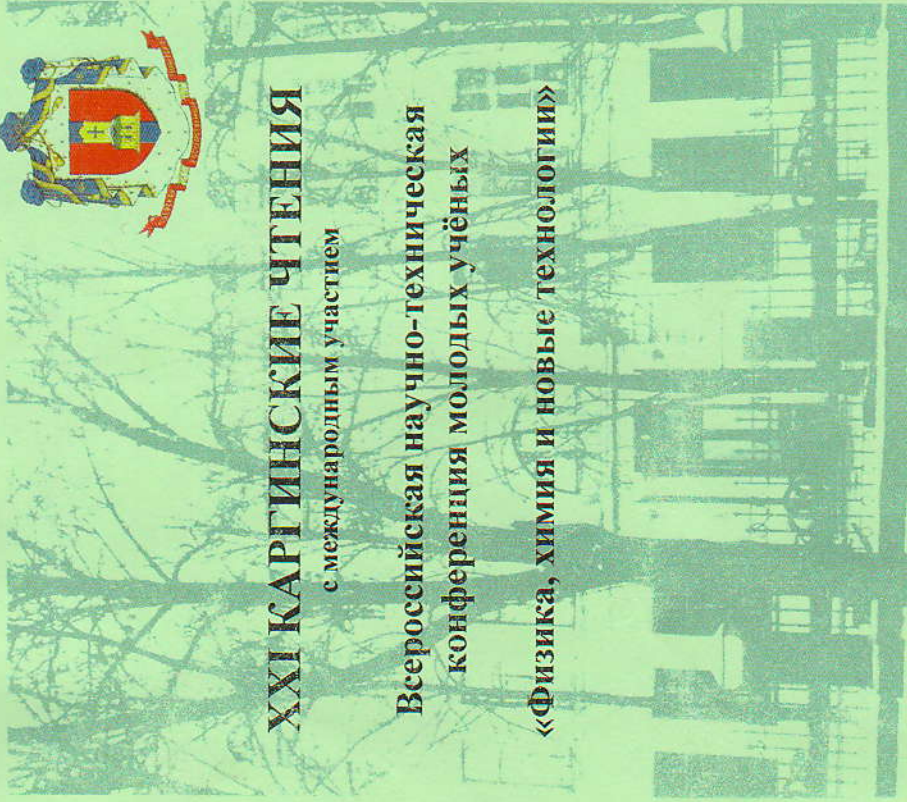 XXI КАРГИНСКИЕ ЧТЕНИЯ
с международным участием
Всероссийская научно-техническая
конференция молодых учёных
«Физика, химия и новые технологии»